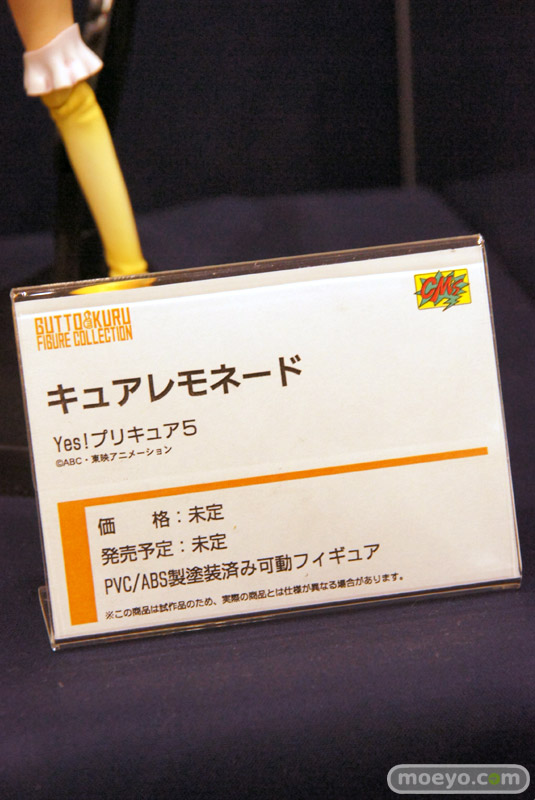 GUTTO KURU
FIGURE COLLECTION
CM's
キュアレモネード
Yes!プリキュア5
©ABC・東映アニメーション
価　　格：未定
発売予定：未定
PVC/ABS製塗装済み可動フィギュア
※この商品は試作品のため、実際の商品とは仕様が異なる場合があります。
moeyo.com